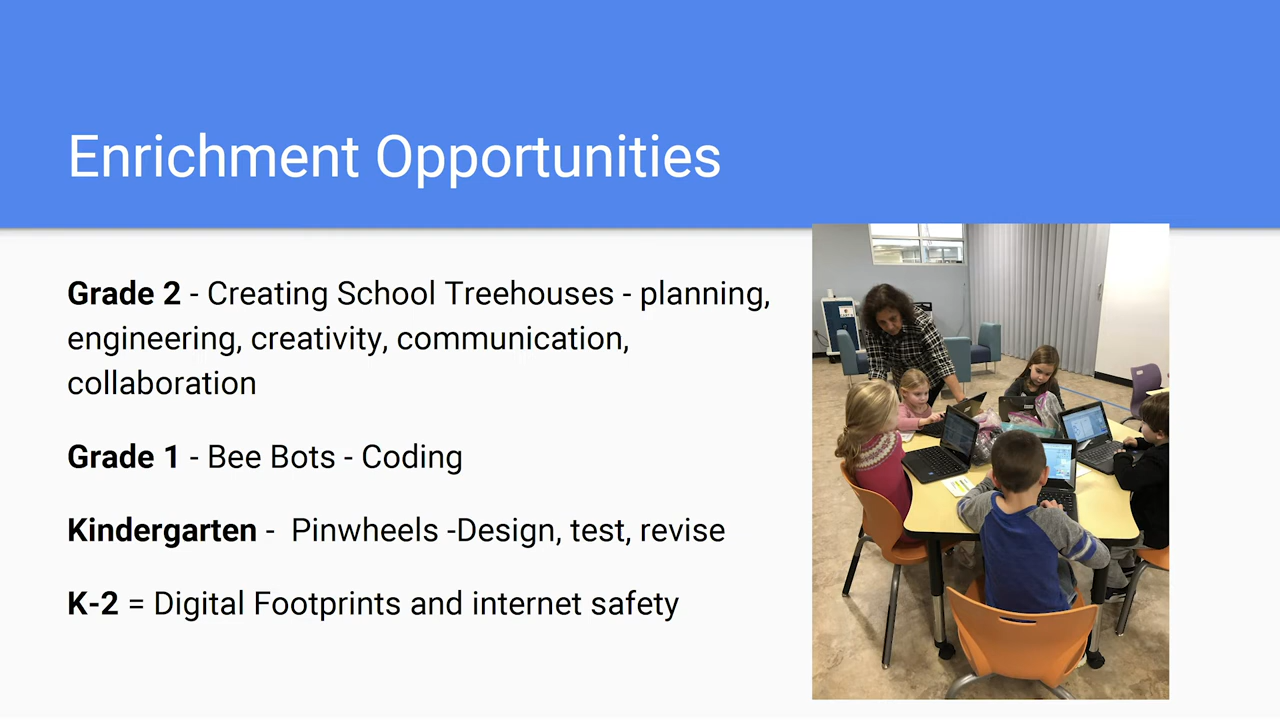 Enrichment Opportunities
Grade 2 - Creating School Treehouses - planning,
engineering, creativity, communication,
collaboration
Grade 1 - Bee Bots - Coding
Kindergarten -  Pinwheels -Design, test, revise
K-2 = Digital Footprints and internet safety